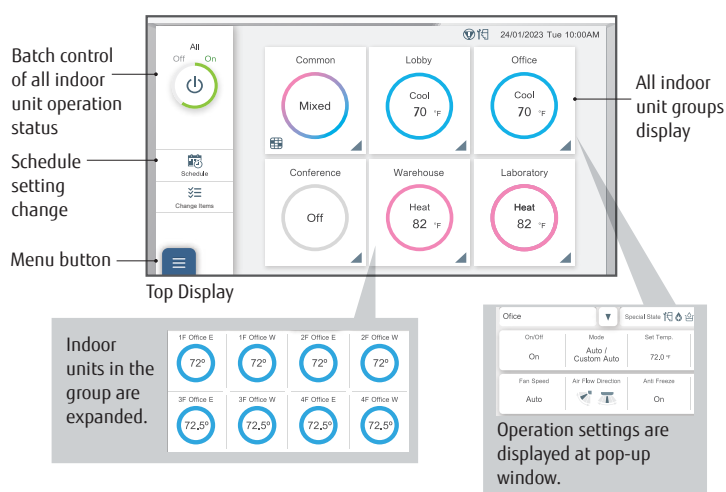 Batch control
of all indoor
unit operation
status
Schedule
setting
change
Menu button
All
Off On
Schedule
Change Items
24/01/2023 Tue 10:00AM
Common
Mixed
Lobby
Cool
70 °F
Office
Cool
70 °F
Conference
Off
Warehouse
Heat
82 °F
Laboratory
Heat
82 °F
All indoor
unit groups
display
Top Display
Indoor
units in the
group are
expanded.
1F Office E
72°
1F Office W
72°
2F Office E
72°
2F Office W
72°
3F Office E
72.5°
3F Office W
72.5°
4F Office E
72.5°
4F Office W
72.5°
Ofice
▼
Special Stale
On/Off
On
Mode
Auto /
Custom Auto
Set Temp.
72.0 °F
Fan Speed
Auto
Air Flow Direction
Anti Freeze
On
Operation settings are
displayed at pop-up
window.